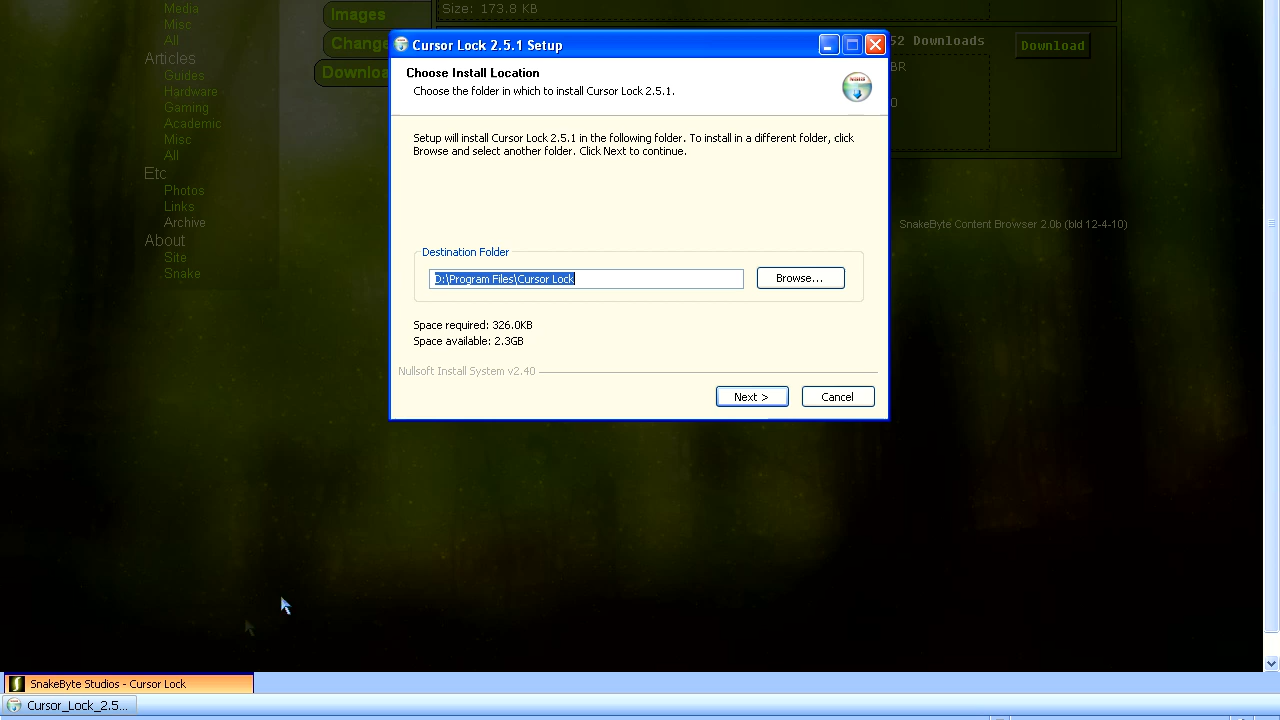 Media
Misc
All
Articles
Guides
Hardware
Gaming
Academic
Misc
All
Etc
Photos
Links
Archive
About
Site
Snake
Images
Size: 173.8 KB
52 Downloads
Download
BR
0
SnakeByte Content Browser 2.0b (bld 12-4-10)
Cursor Lock 2.5.1 Setup
Choose Install Location
Choose the folder in which to install Cursor Lock 2.5.1.
Setup will install Cursor Lock 2.5.1 in the following folder. To install in a different folder, click
Browse and select another folder. Click Next to continue.
Destination Folder
D:\Program Files\Cursor Lock
Browse...
Space required: 326.0KB
Space available: 2.3GB
Nullsoft Install System v2.40
Next >
Cancel
SnakeByte Studios - Cursor Lock
Cursor_Lock_2.5...